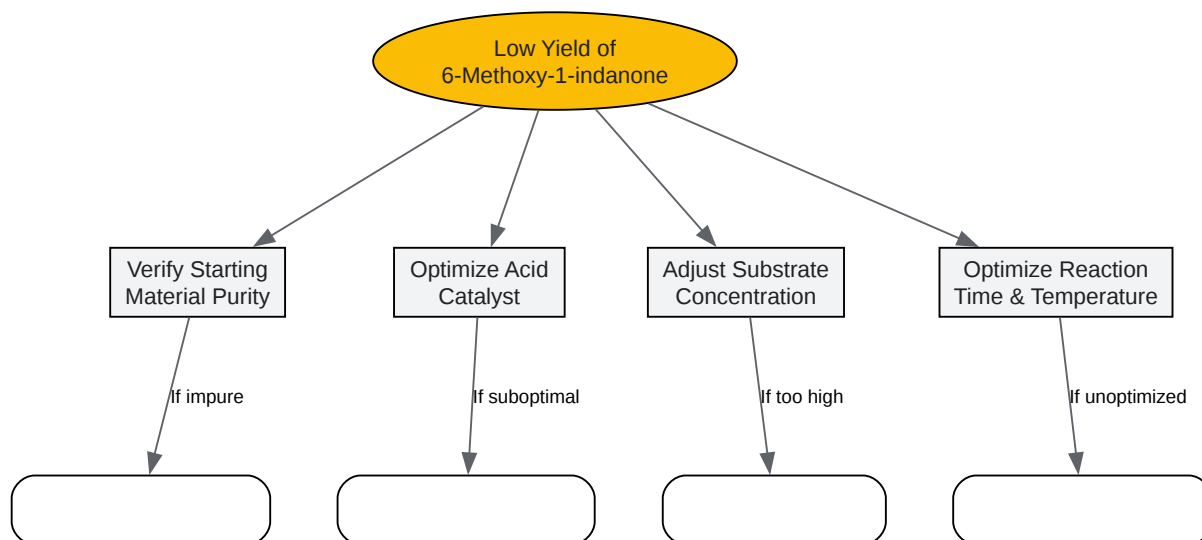 Low Yield of
6-Methoxy-1-indanone
Verify Starting
Material Purity
Optimize Acid
Catalyst
Adjust Substrate
Concentration
Optimize Reaction
Time & Temperature
If impure
If suboptimal
If too high
If unoptimized